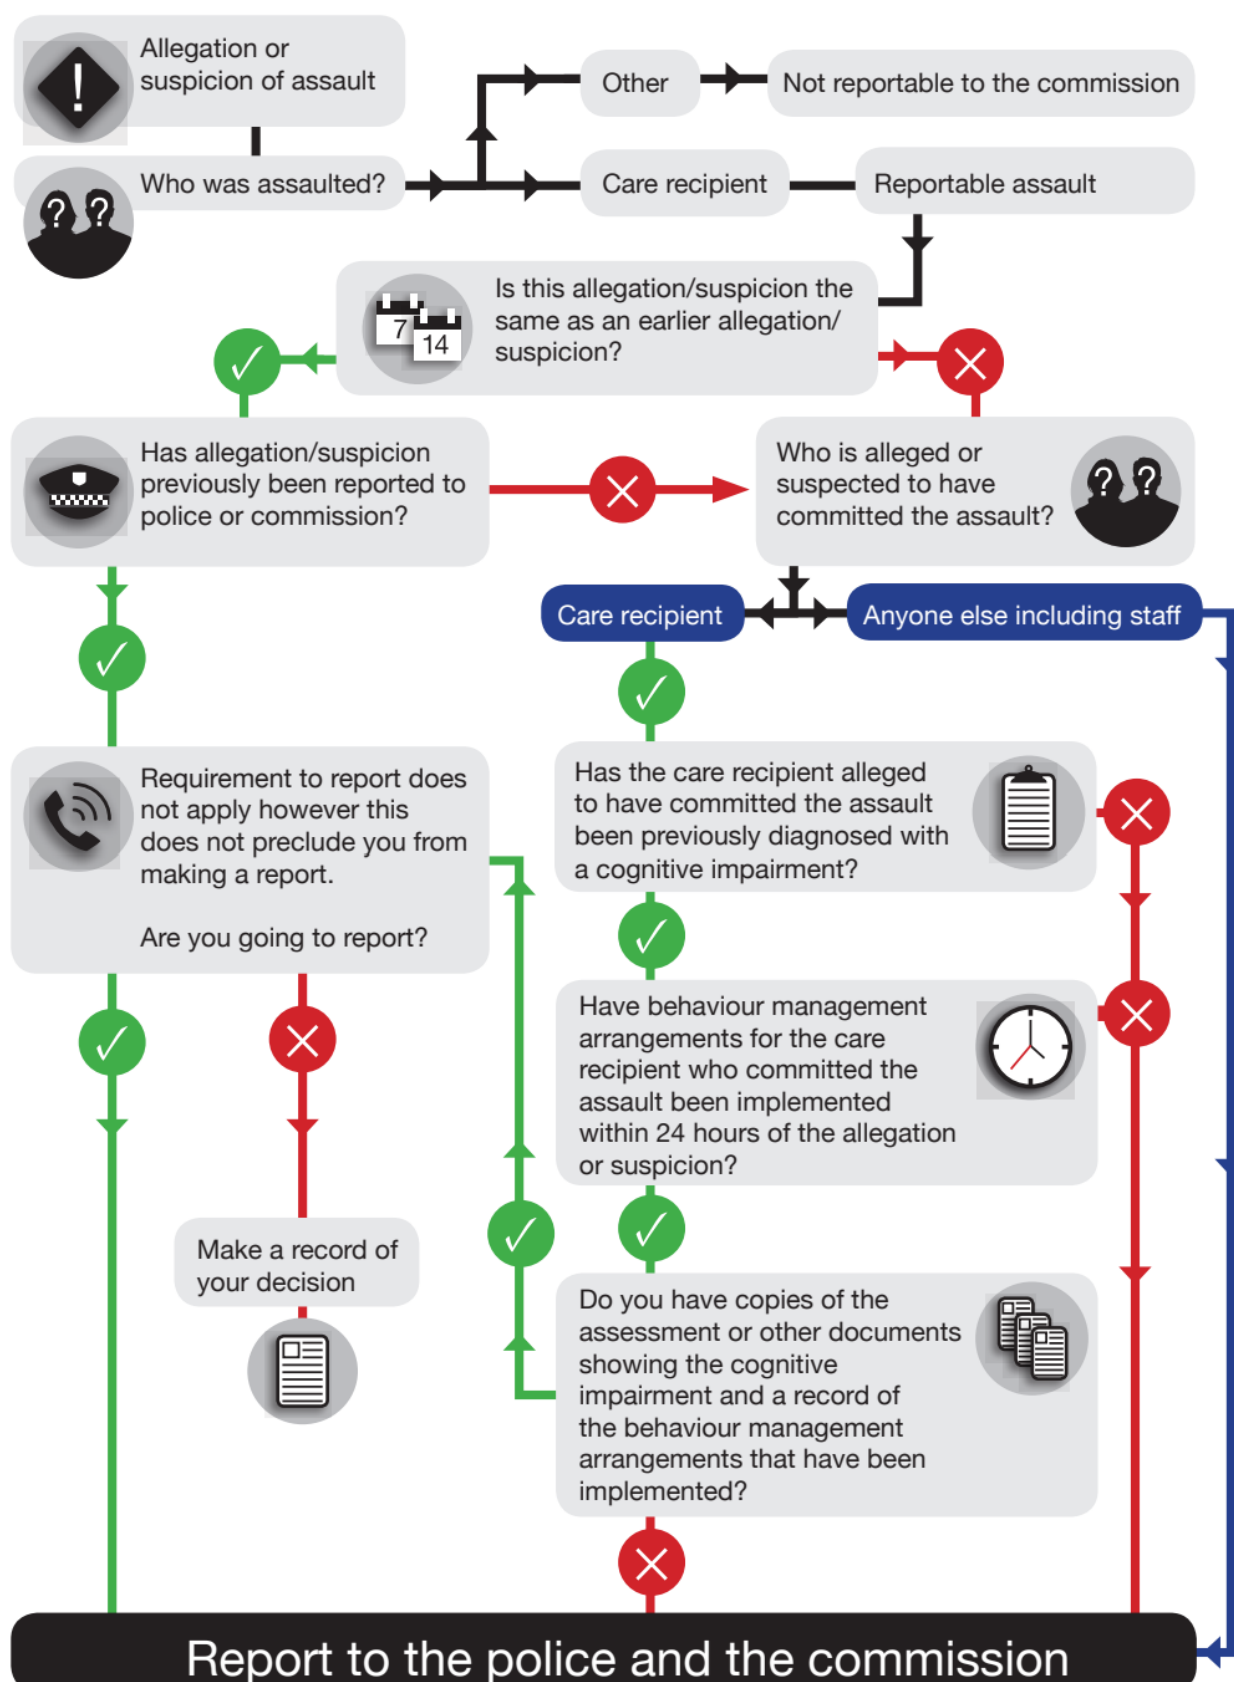 Allegation or
suspicion of assault
Other
Not reportable to the commission
Who was assaulted?
Care recipient
Reportable assault
? ?
7
14
Is this allegation/suspicion the
same as an earlier allegation/
suspicion?
Has allegation/suspicion
previously been reported to
police or commission?
Who is alleged or
suspected to have
committed the assault?
? ?
Care recipient
Anyone else including staff
Requirement to report does
not apply however this
does not preclude you from
making a report.
Are you going to report?
Has the care recipient alleged
to have committed the assault
been previously diagnosed with
a cognitive impairment?
Have behaviour management
arrangements for the care
recipient who committed the
assault been implemented
within 24 hours of the allegation
or suspicion?
Make a record of
your decision
Do you have copies of the
assessment or other documents
showing the cognitive
impairment and a record of
the behaviour management
arrangements that have been
implemented?
Report to the police and the commission